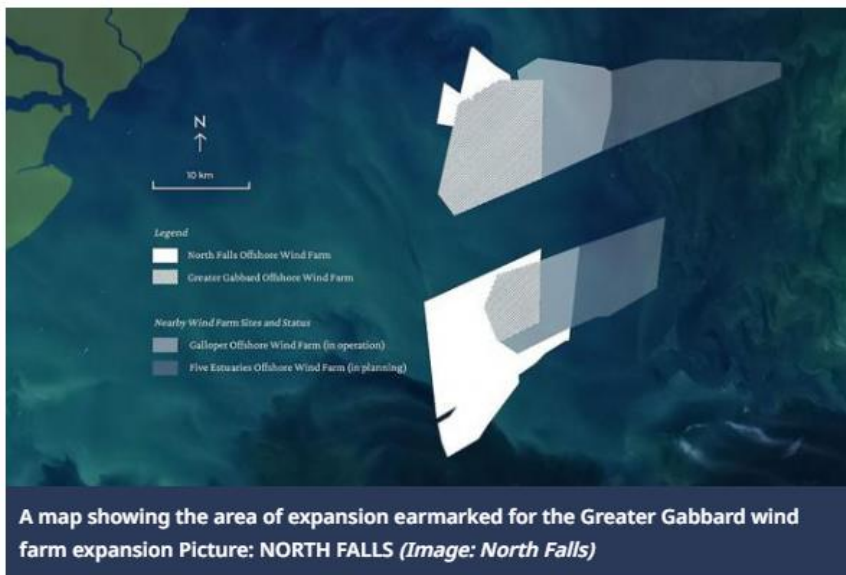 N
10 km
Legend
North Falls Offshore Wind Farm
Greater Gabbard Offshore Wind Farm
Nearby Wind Farm Sites and Status
Galloper Offshore Wind Farm (in operation)
Five Estuaries Offshore Wind Farm (in planning)
A map showing the area of expansion earmarked for the Greater Gabbard wind
farm expansion Picture: NORTH FALLS (Image: North Falls)